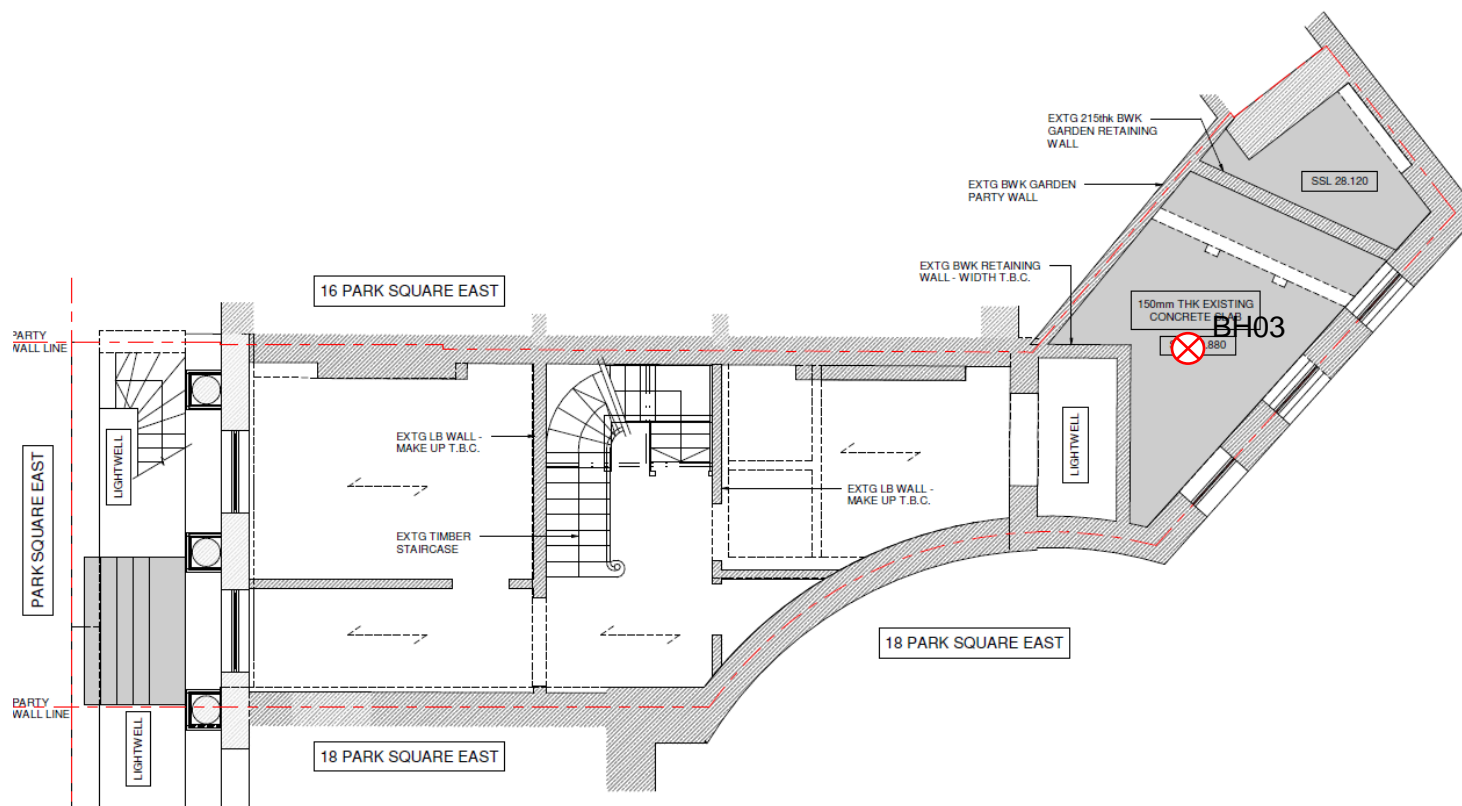 EXTG 215thk BWK
GARDEN RETAINING
WALL
SSL 28.120
EXTG BWK GARDEN
PARTY WALL
EXTG BWK RETAINING
WALL - WIDTH T.B.C.
16 PARK SQUARE EAST
150mm THK EXISTING
CONCRETE SLAB
BH03
.880
PARTY
WALL LINE
LIGHTWELL
PARK SQUARE EAST
EXTG LB WALL -
MAKE UP T.B.C.
EXTG LB WALL -
MAKE UP T.B.C.
LIGHTWELL
EXTG TIMBER
STAIRCASE
18 PARK SQUARE EAST
PARTY
WALL LINE
LIGHTWELL
18 PARK SQUARE EAST